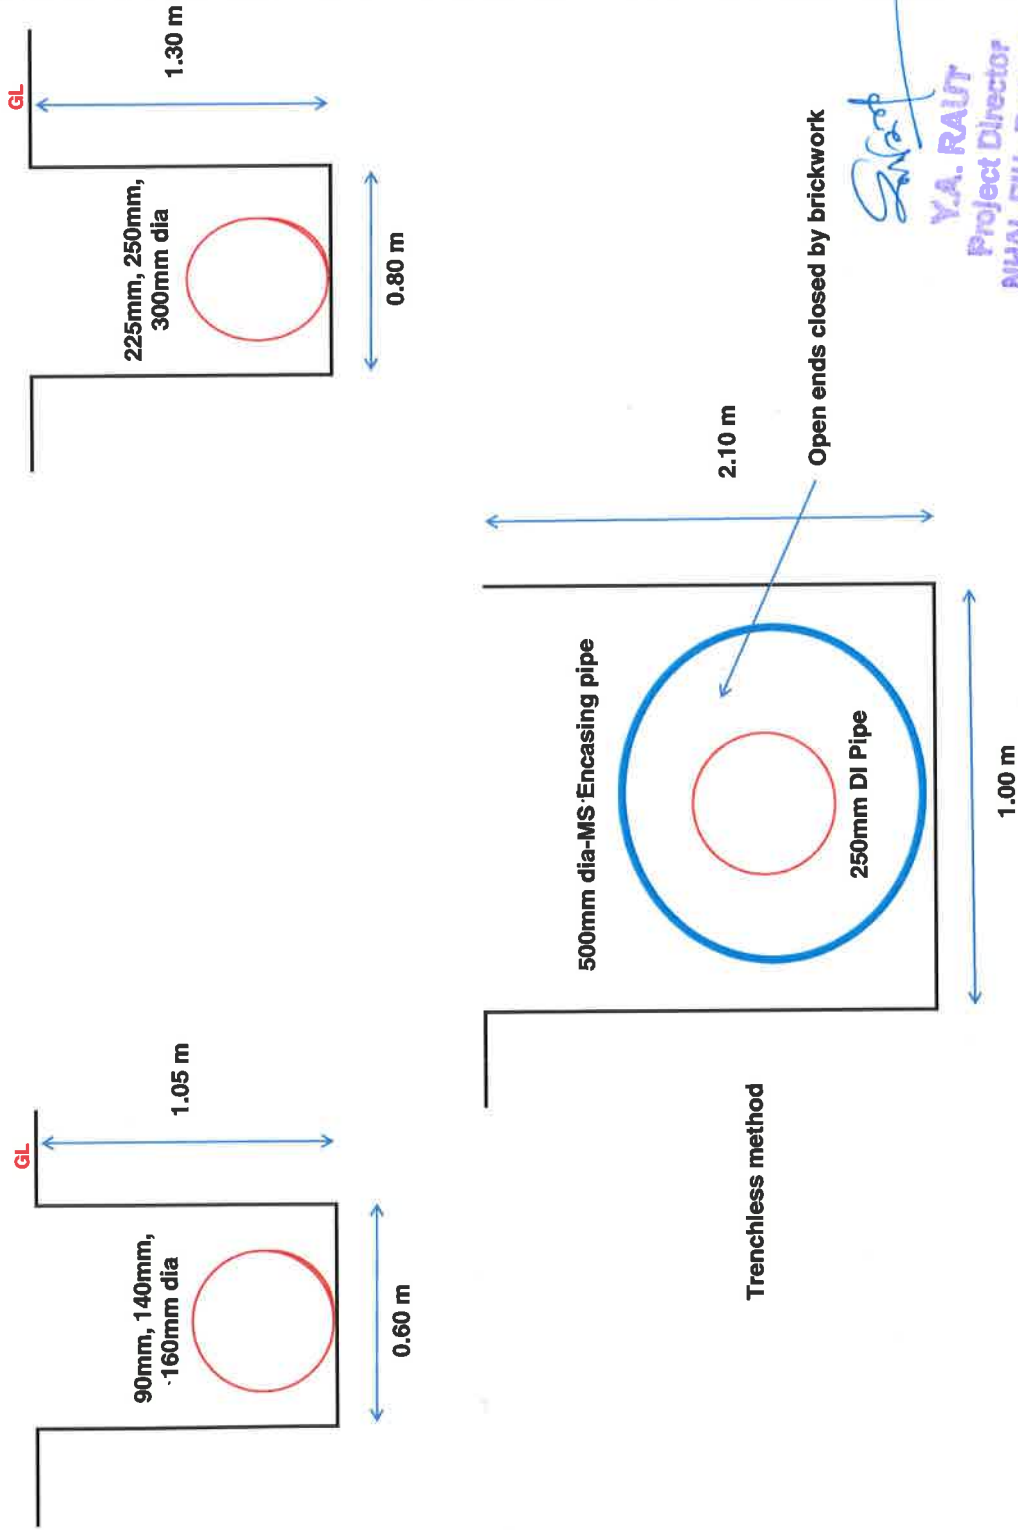 GL
90mm, 140mm,
-160mm dia
1.05 m
0.60 m
GL
225mm, 250mm,
300mm dia
1.30 m
0.80 m
500mm dia-MS Encasing pipe
250mm DI Pipe
2.10 m
Open ends closed by brickwork
1.00 m
Trenchless method
Y.A. RAUT
Project Director